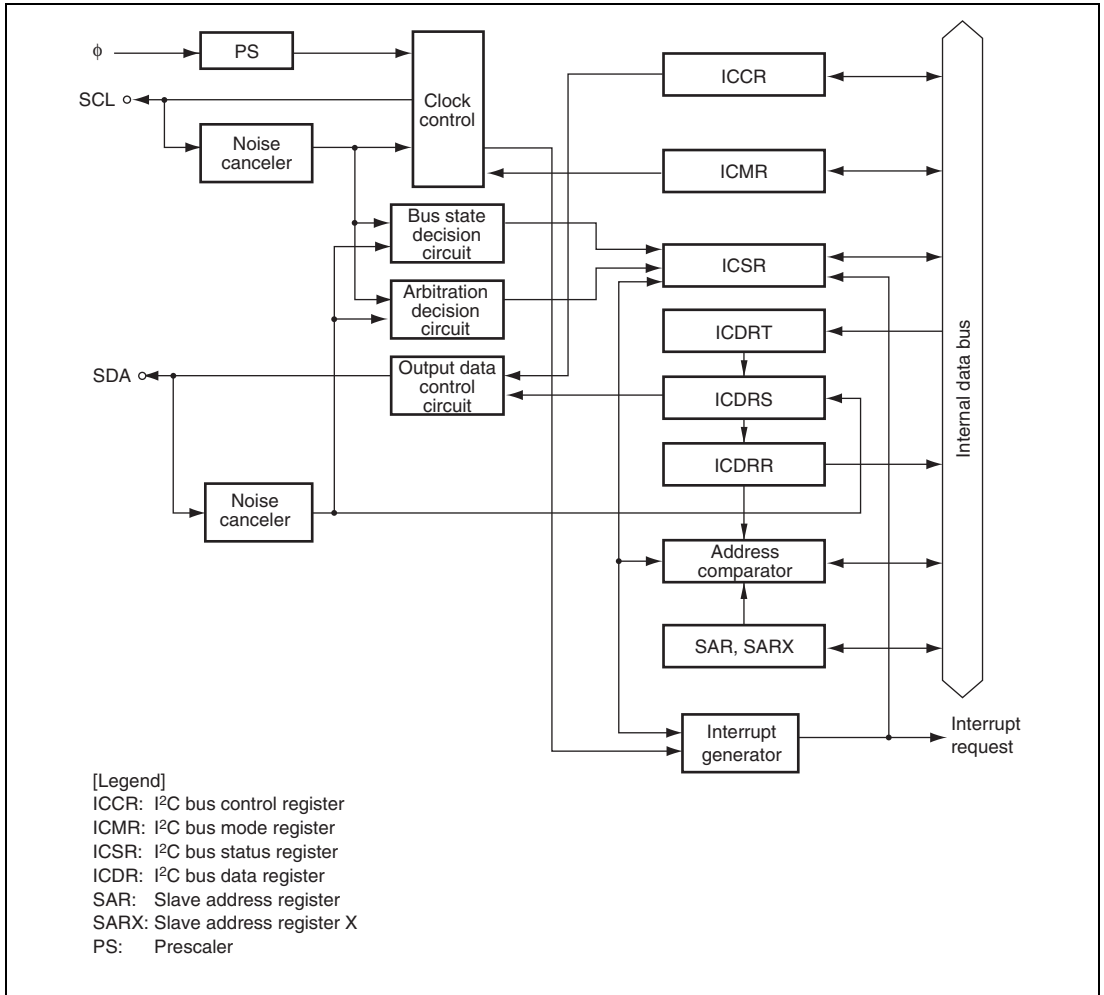 ϕ
PS
SCL
Clock
control
Noise
canceler
ICCR
ICMR
Bus state
decision
circuit
ICSR
Arbitration
decision
circuit
ICDRT
SDA
Output data
control
circuit
ICDRS
ICDRR
Noise
canceler
Address
comparator
SAR, SARX
Internal data bus
Interrupt
generator
Interrupt
request
[Legend]
ICCR: I²C bus control register
ICMR: I²C bus mode register
ICSR: I²C bus status register
ICDR: I²C bus data register
SAR: Slave address register
SARX: Slave address register X
PS: Prescaler